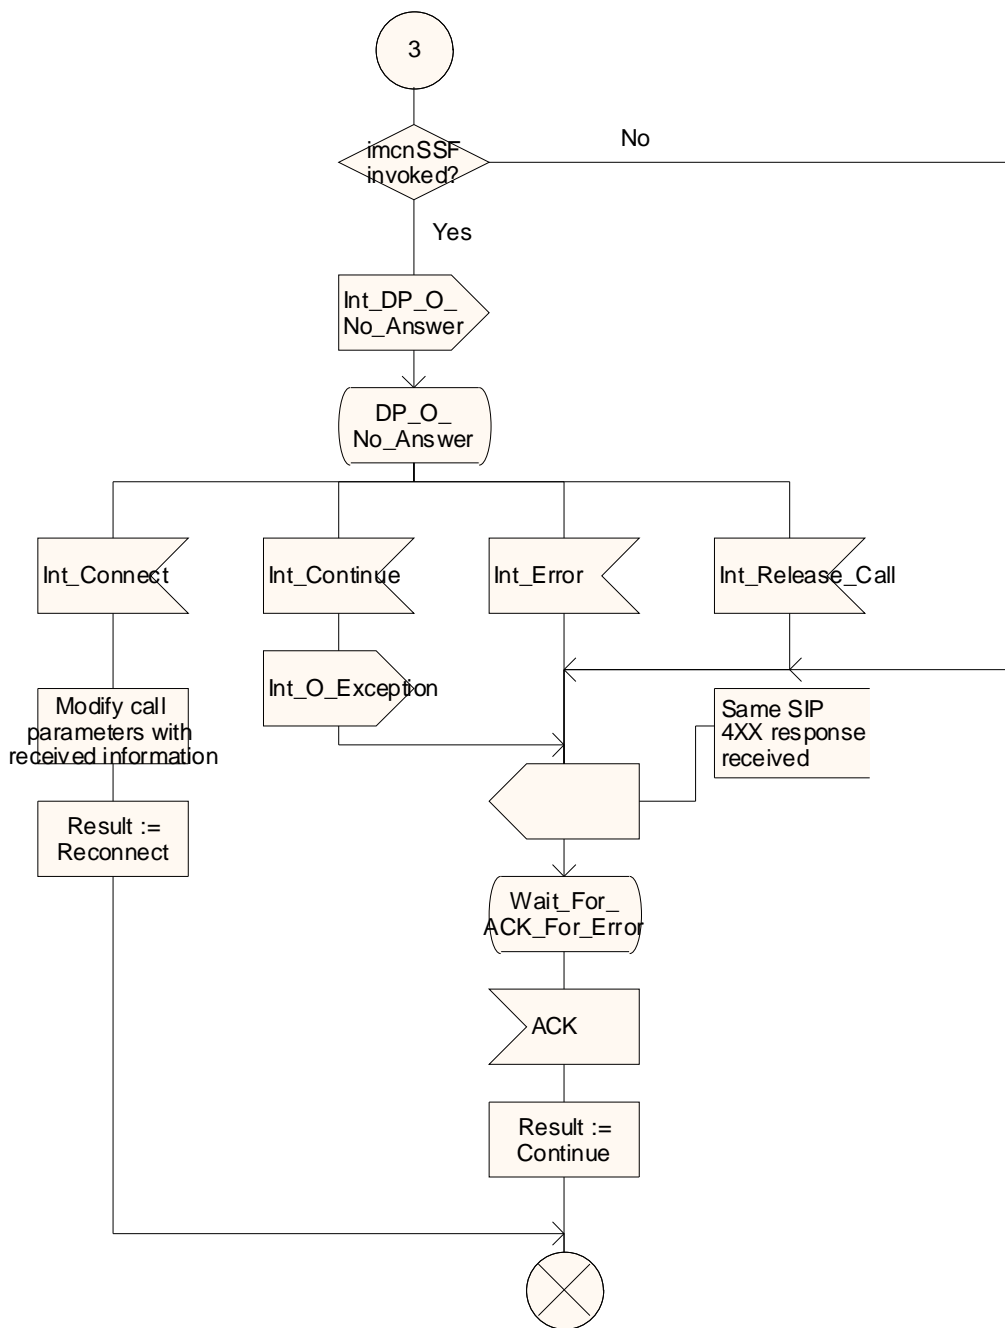 3
imcnSSF
invoked?
No
Yes
Int_DP_O_
No_Answer
DP_O_
No_Answer
Int_Connect
Int_Continue
Int_Error
Int_Release_Call
Int_O_Exception
Modify call
parameters with
received information
Same SIP
4XX response
received
Result :=
Reconnect
Wait_For_
ACK_For_Error
ACK
Result :=
Continue